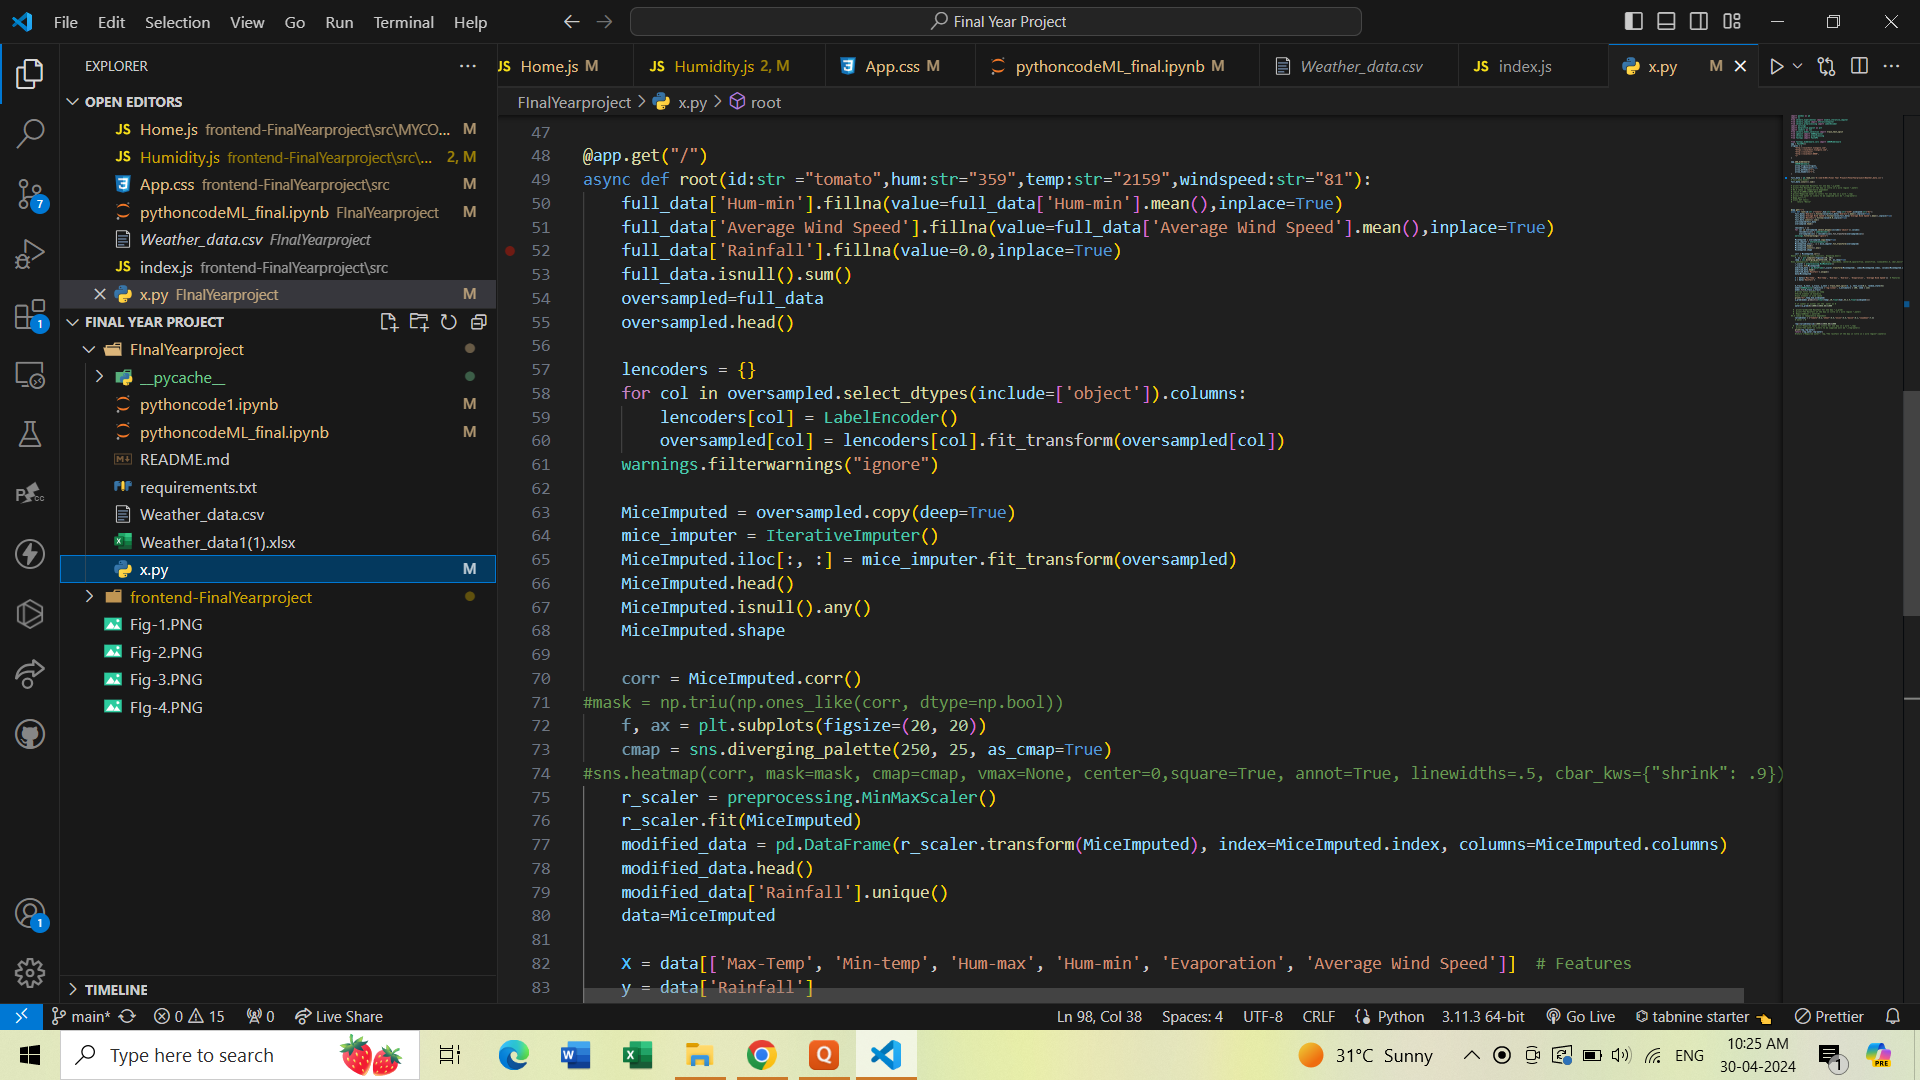 File Edit Selection View Go Run Terminal Help
Final Year Project
EXPLORER
OPEN EDITORS
JS Home.js frontend-FinalYearproject\src\MYCO... M
JS Humidity.js frontend-FinalYearproject\src\... 2, M
App.css frontend-FinalYearproject\src M
pythoncodeML_final.ipynb FInalYearproject M
Weather_data.csv FInalYearproject
JS index.js frontend-FinalYearproject\src
x.py FInalYearproject M
FINAL YEAR PROJECT
FInalYearproject
__pycache__
pythoncode1.ipynb M
pythoncodeML_final.ipynb M
README.md
requirements.txt
Weather_data.csv
Weather_data1(1).xlsx
x.py M
frontend-FinalYearproject
Fig-1.PNG
Fig-2.PNG
Fig-3.PNG
FIg-4.PNG
TIMELINE
7
1
1
JS Home.js M
JS Humidity.js 2, M
App.css M
pythoncodeML_final.ipynb M
Weather_data.csv
JS index.js
x.py M
FInalYearproject > x.py > root
47
48 @app.get("/")
49 async def root(id:str ="tomato",hum:str="359",temp:str="2159",windspeed:str="81"):
50 full_data['Hum-min'].fillna(value=full_data['Hum-min'].mean(),inplace=True)
51 full_data['Average Wind Speed'].fillna(value=full_data['Average Wind Speed'].mean(),inplace=True)
52 full_data['Rainfall'].fillna(value=0.0,inplace=True)
53 full_data.isnull().sum()
54 oversampled=full_data
55 oversampled.head()
56
57 lencoders = {}
58 for col in oversampled.select_dtypes(include=['object']).columns:
59 lencoders[col] = LabelEncoder()
60 oversampled[col] = lencoders[col].fit_transform(oversampled[col])
61 warnings.filterwarnings("ignore")
62
63 MiceImputed = oversampled.copy(deep=True)
64 mice_imputer = IterativeImputer()
65 MiceImputed.iloc[:, :] = mice_imputer.fit_transform(oversampled)
66 MiceImputed.head()
67 MiceImputed.isnull().any()
68 MiceImputed.shape
69
70 corr = MiceImputed.corr()
71 #mask = np.triu(np.ones_like(corr, dtype=np.bool))
72 f, ax = plt.subplots(figsize=(20, 20))
73 cmap = sns.diverging_palette(250, 25, as_cmap=True)
74 #sns.heatmap(corr, mask=mask, cmap=cmap, vmax=None, center=0,square=True, annot=True, linewidths=.5, cbar_kws={"shrink": .9})
75 r_scaler = preprocessing.MinMaxScaler()
76 r_scaler.fit(MiceImputed)
77 modified_data = pd.DataFrame(r_scaler.transform(MiceImputed), index=MiceImputed.index, columns=MiceImputed.columns)
78 modified_data.head()
79 modified_data['Rainfall'].unique()
80 data=MiceImputed
81
82 X = data[['Max-Temp', 'Min-temp', 'Hum-max', 'Hum-min', 'Evaporation', 'Average Wind Speed']] # Features
83 y = data['Rainfall']
main* 0 15 0 Live Share
Ln 98, Col 38 Spaces: 4 UTF-8 CRLF Python 3.11.3 64-bit Go Live tabnine starter Prettier
Type here to search
31°C Sunny
ENG
10:25 AM
30-04-2024
1
PRE